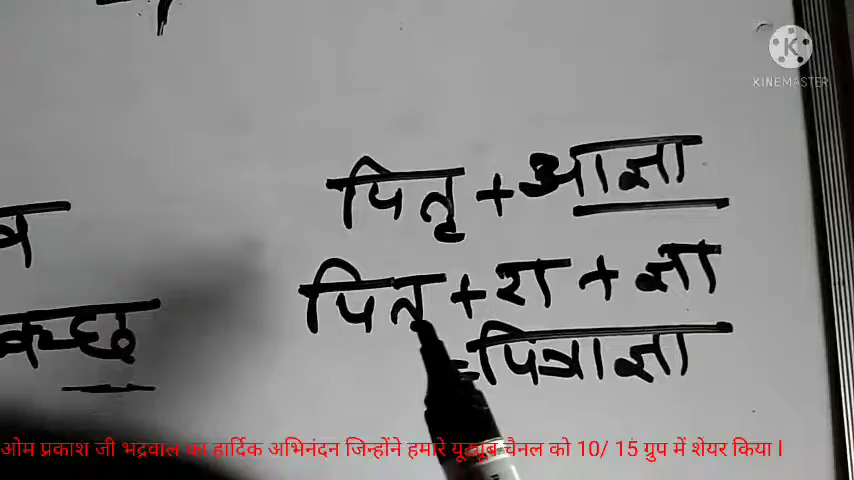 KINEMASTER
पितृ + आज्ञा
पित् + रा + ज्ञा
= पित्राज्ञा
ओम प्रकाश जी भद्रवाल का हार्दिक अभिनंदन जिन्होंने हमारे यूट्यूब चैनल को 10/ 15 ग्रुप में शेयर किया l